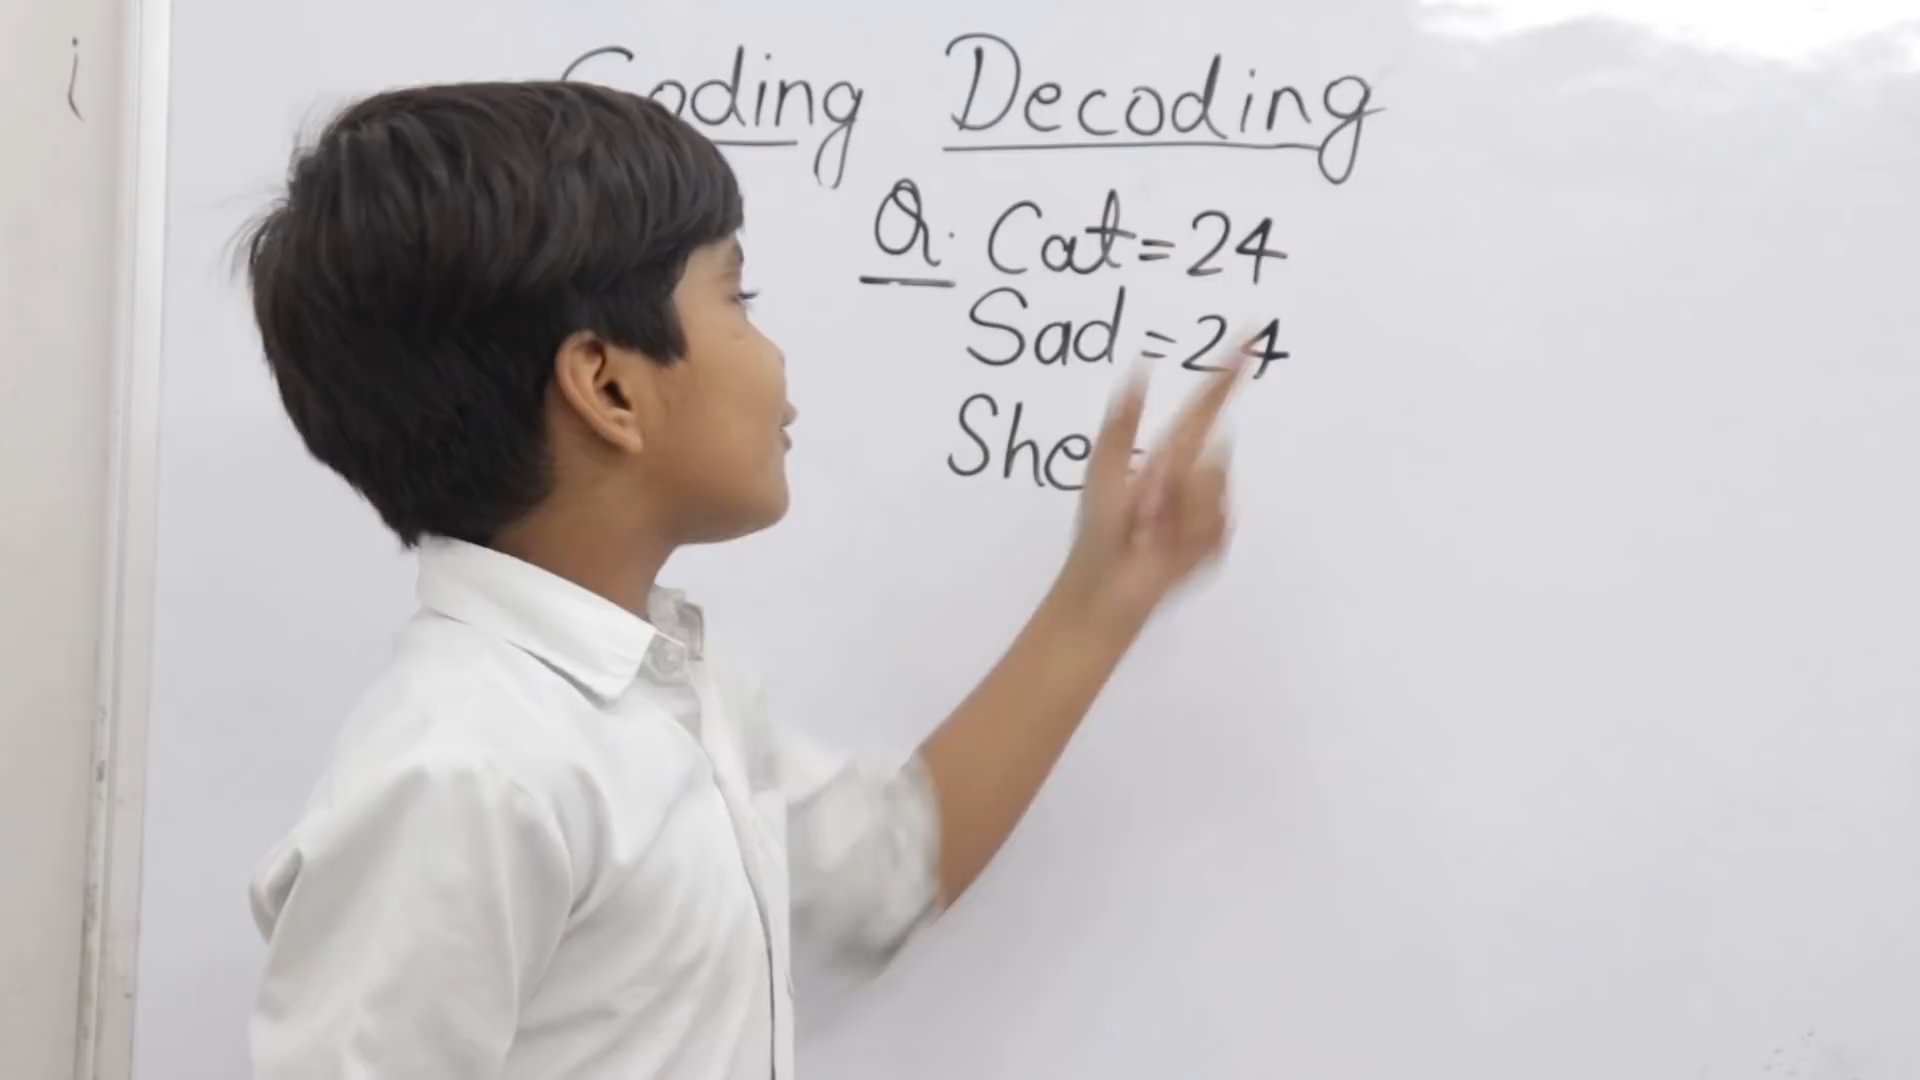 Coding Decoding
Q. Cat = 24
Sad = 24
She =